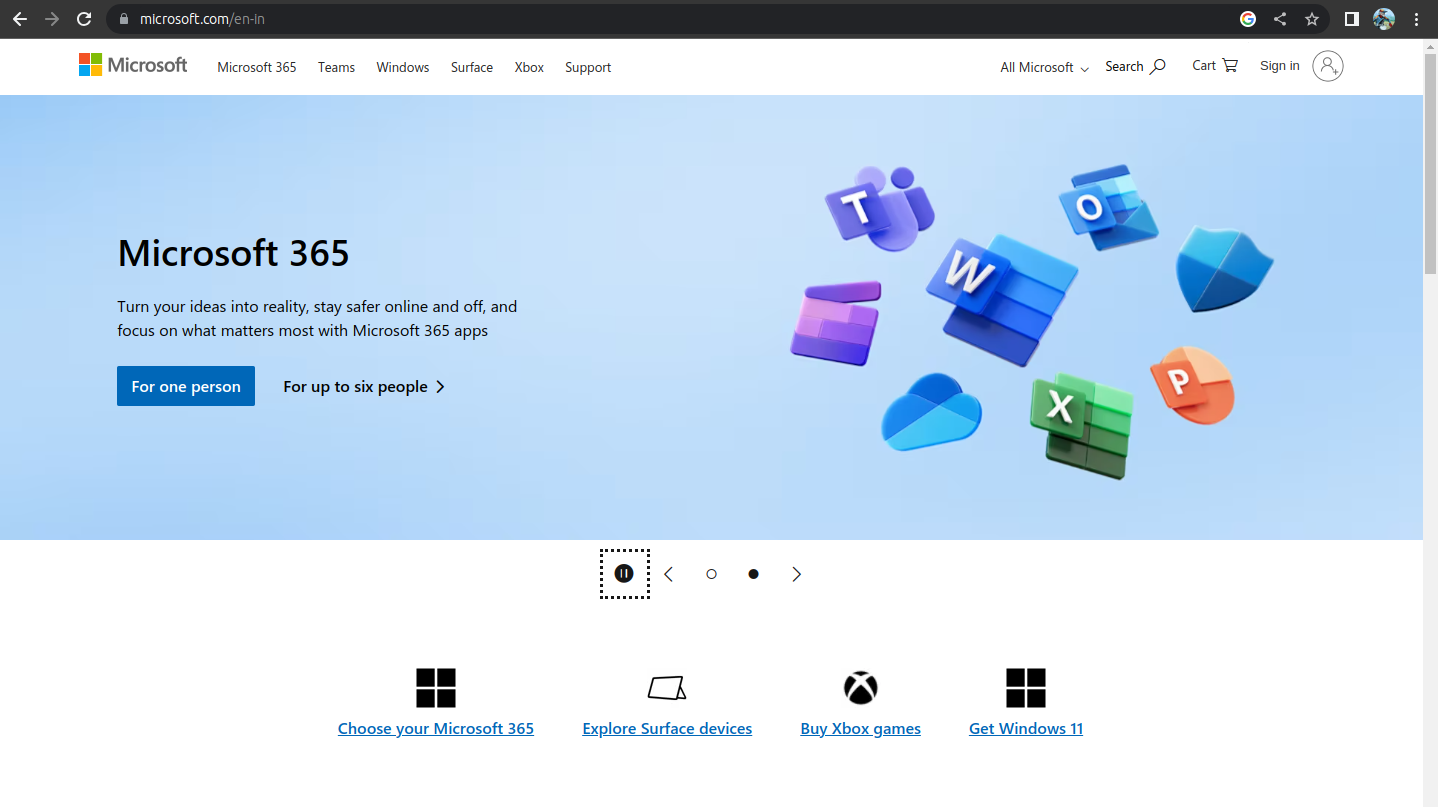 microsoft.com/en-in
Microsoft
Microsoft 365
Teams
Windows
Surface
Xbox
Support
All Microsoft
Search
Cart
Sign in
Microsoft 365
Turn your ideas into reality, stay safer online and off, and
focus on what matters most with Microsoft 365 apps
For one person
For up to six people
T
O
W
P
X
Choose your Microsoft 365
Explore Surface devices
Buy Xbox games
Get Windows 11